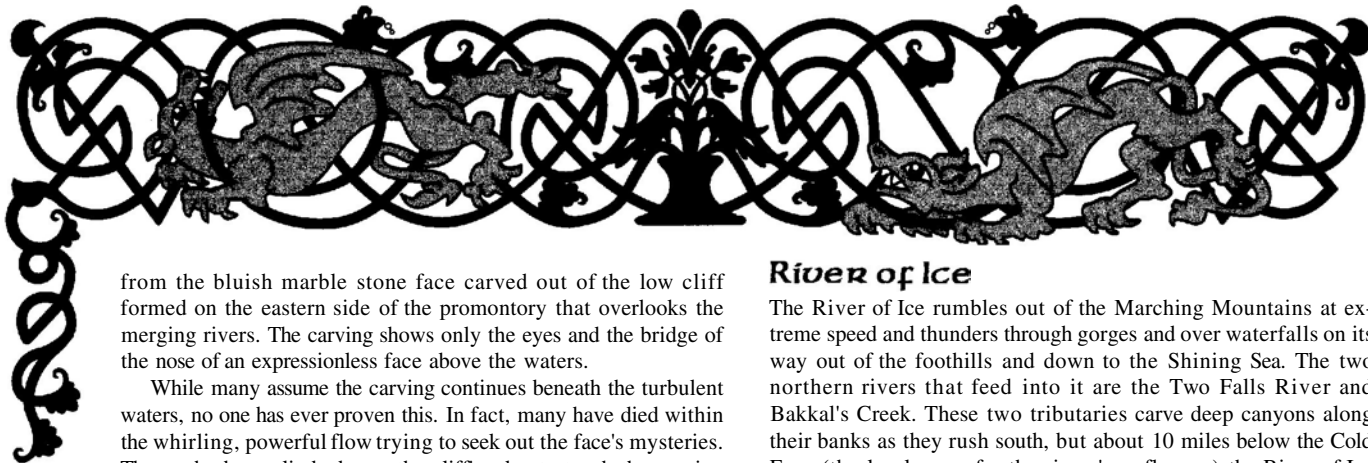 from the bluish marble stone face carved out of the low cliff
formed on the eastern side of the promontory that overlooks the
merging rivers. The carving shows only the eyes and the bridge of
the nose of an expressionless face above the waters.
While many assume the carving continues beneath the turbulent
waters, no one has ever proven this. In fact, many have died within
the whirling, powerful flow trying to seek out the face's mysteries.
River of Ice
The River of Ice rumbles out of the Marching Mountains at ex-
treme speed and thunders through gorges and over waterfalls on its
way out of the foothills and down to the Shining Sea. The two
northern rivers that feed into it are the Two Falls River and
Bakkal's Creek. These two tributaries carve deep canyons along
their banks as they rush south, but about 10 miles below the Cold